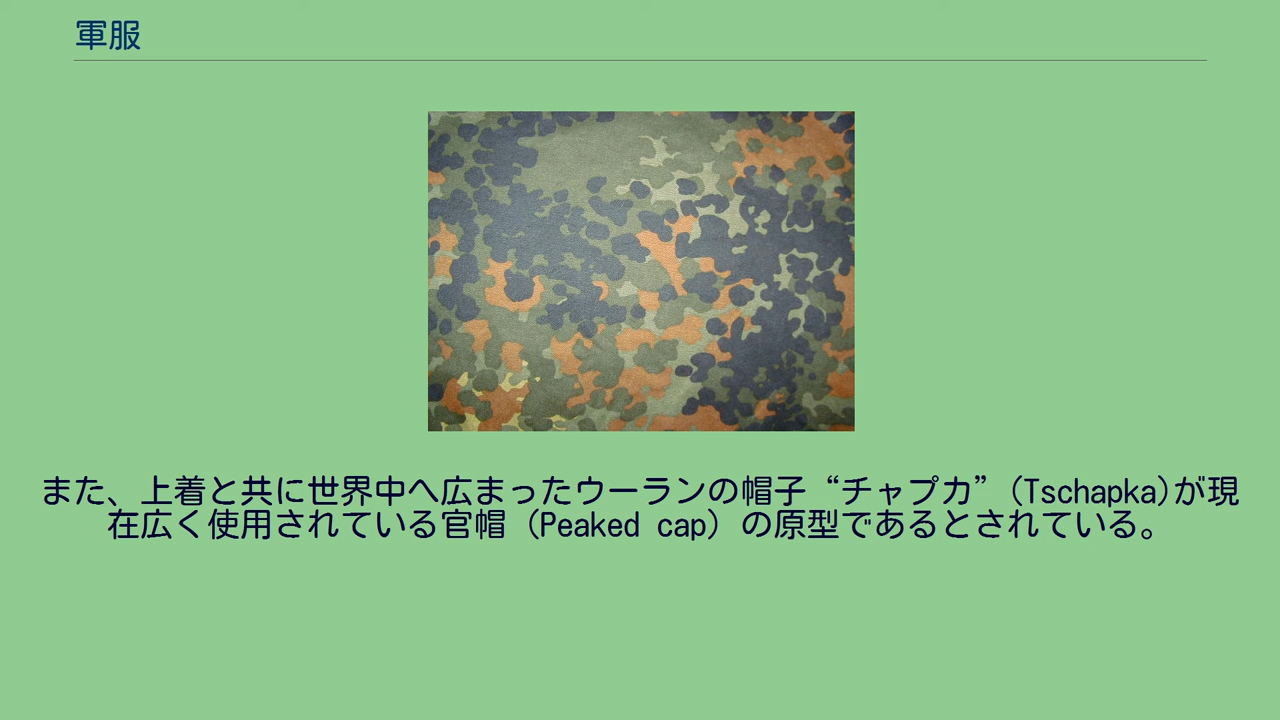 軍服
また、上着と共に世界中へ広まったウーランの帽子“チャプカ”(Tschapka)が現
在広く使用されている官帽（Peaked cap）の原型であるとされている。